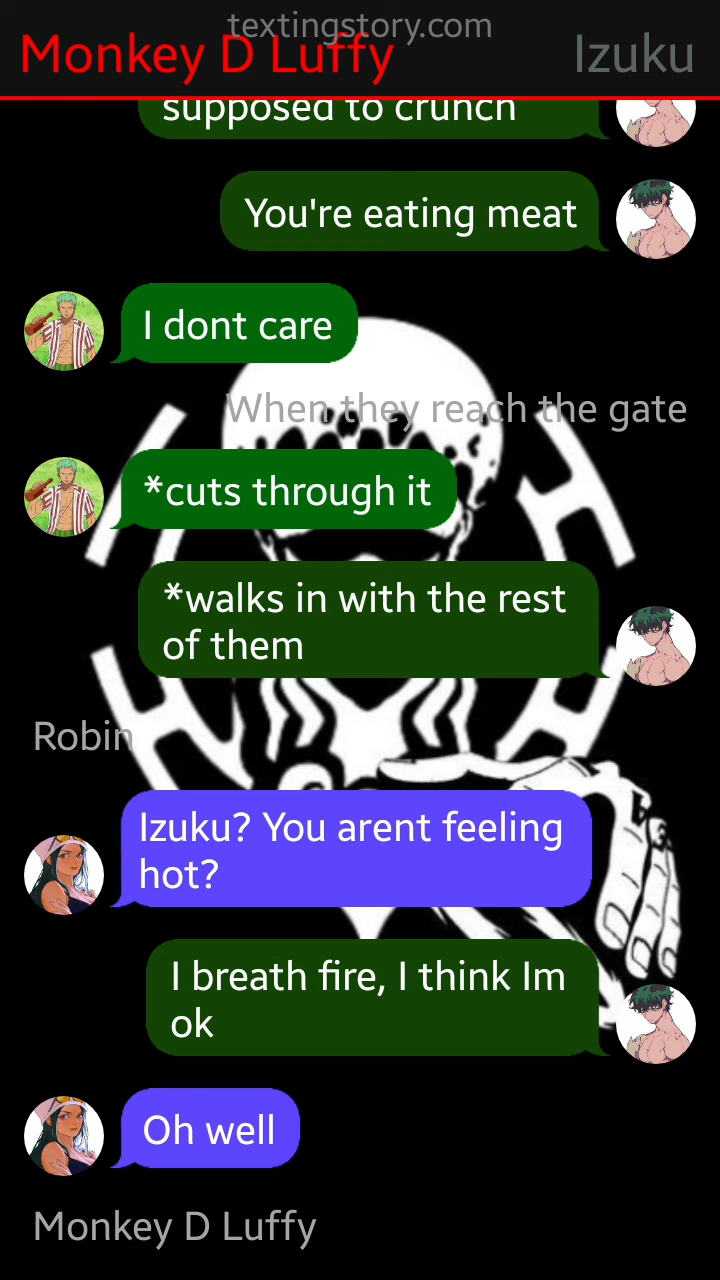 textingstory.com
Monkey D Luffy
Izuku
supposed to crunch
You're eating meat
I dont care
When they reach the gate
*cuts through it
*walks in with the rest
of them
Robin
Izuku? You arent feeling
hot?
I breath fire, I think Im
ok
Oh well
Monkey D Luffy